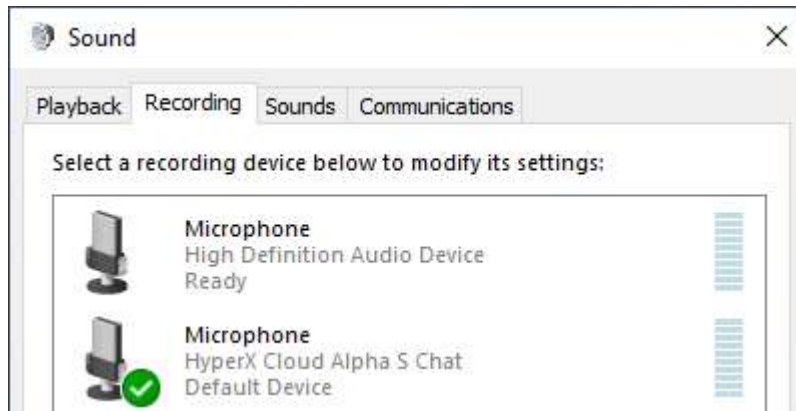 Sound
Playback Recording Sounds Communications
Select a recording device below to modify its settings:
Microphone
High Definition Audio Device
Ready
Microphone
HyperX Cloud Alpha S Chat
Default Device